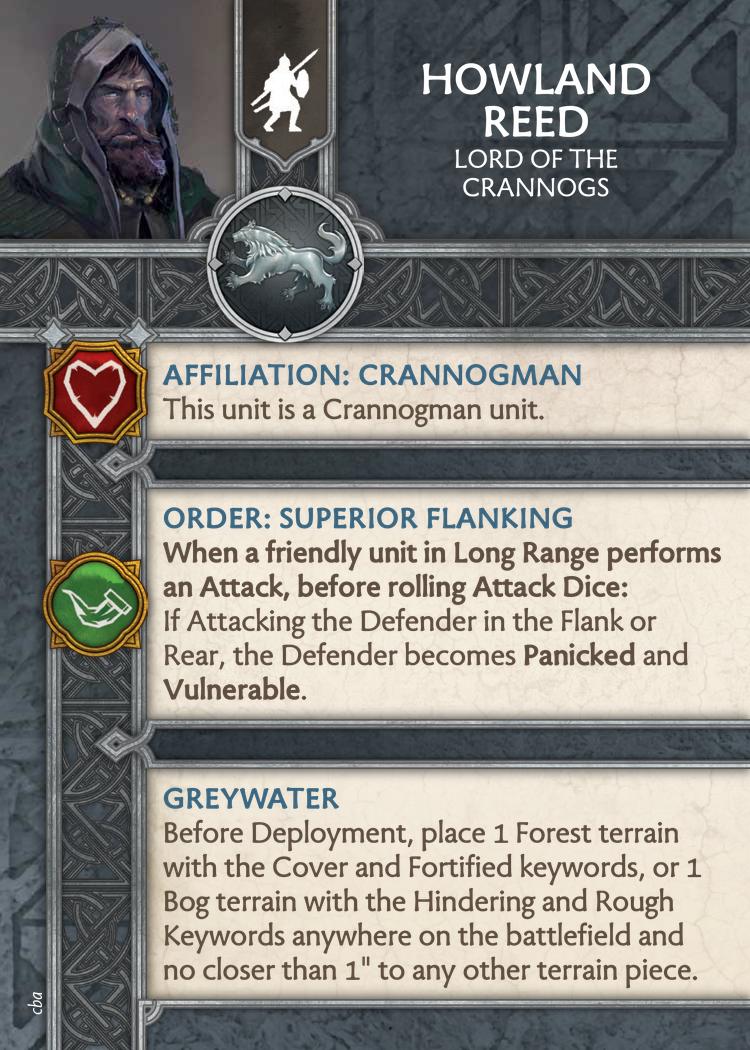 HOWLAND
REED
LORD OF THE
CRANNOGS
AFFILIATION: CRANNOGMAN
This unit is a Crannogman unit.
ORDER: SUPERIOR FLANKING
When a friendly unit in Long Range performs
an Attack, before rolling Attack Dice:
If Attacking the Defender in the Flank or
Rear, the Defender becomes Panicked and
Vulnerable.
GREYWATER
Before Deployment, place 1 Forest terrain
with the Cover and Fortified keywords, or 1
Bog terrain with the Hindering and Rough
Keywords anywhere on the battlefield and
no closer than 1" to any other terrain piece.
cba